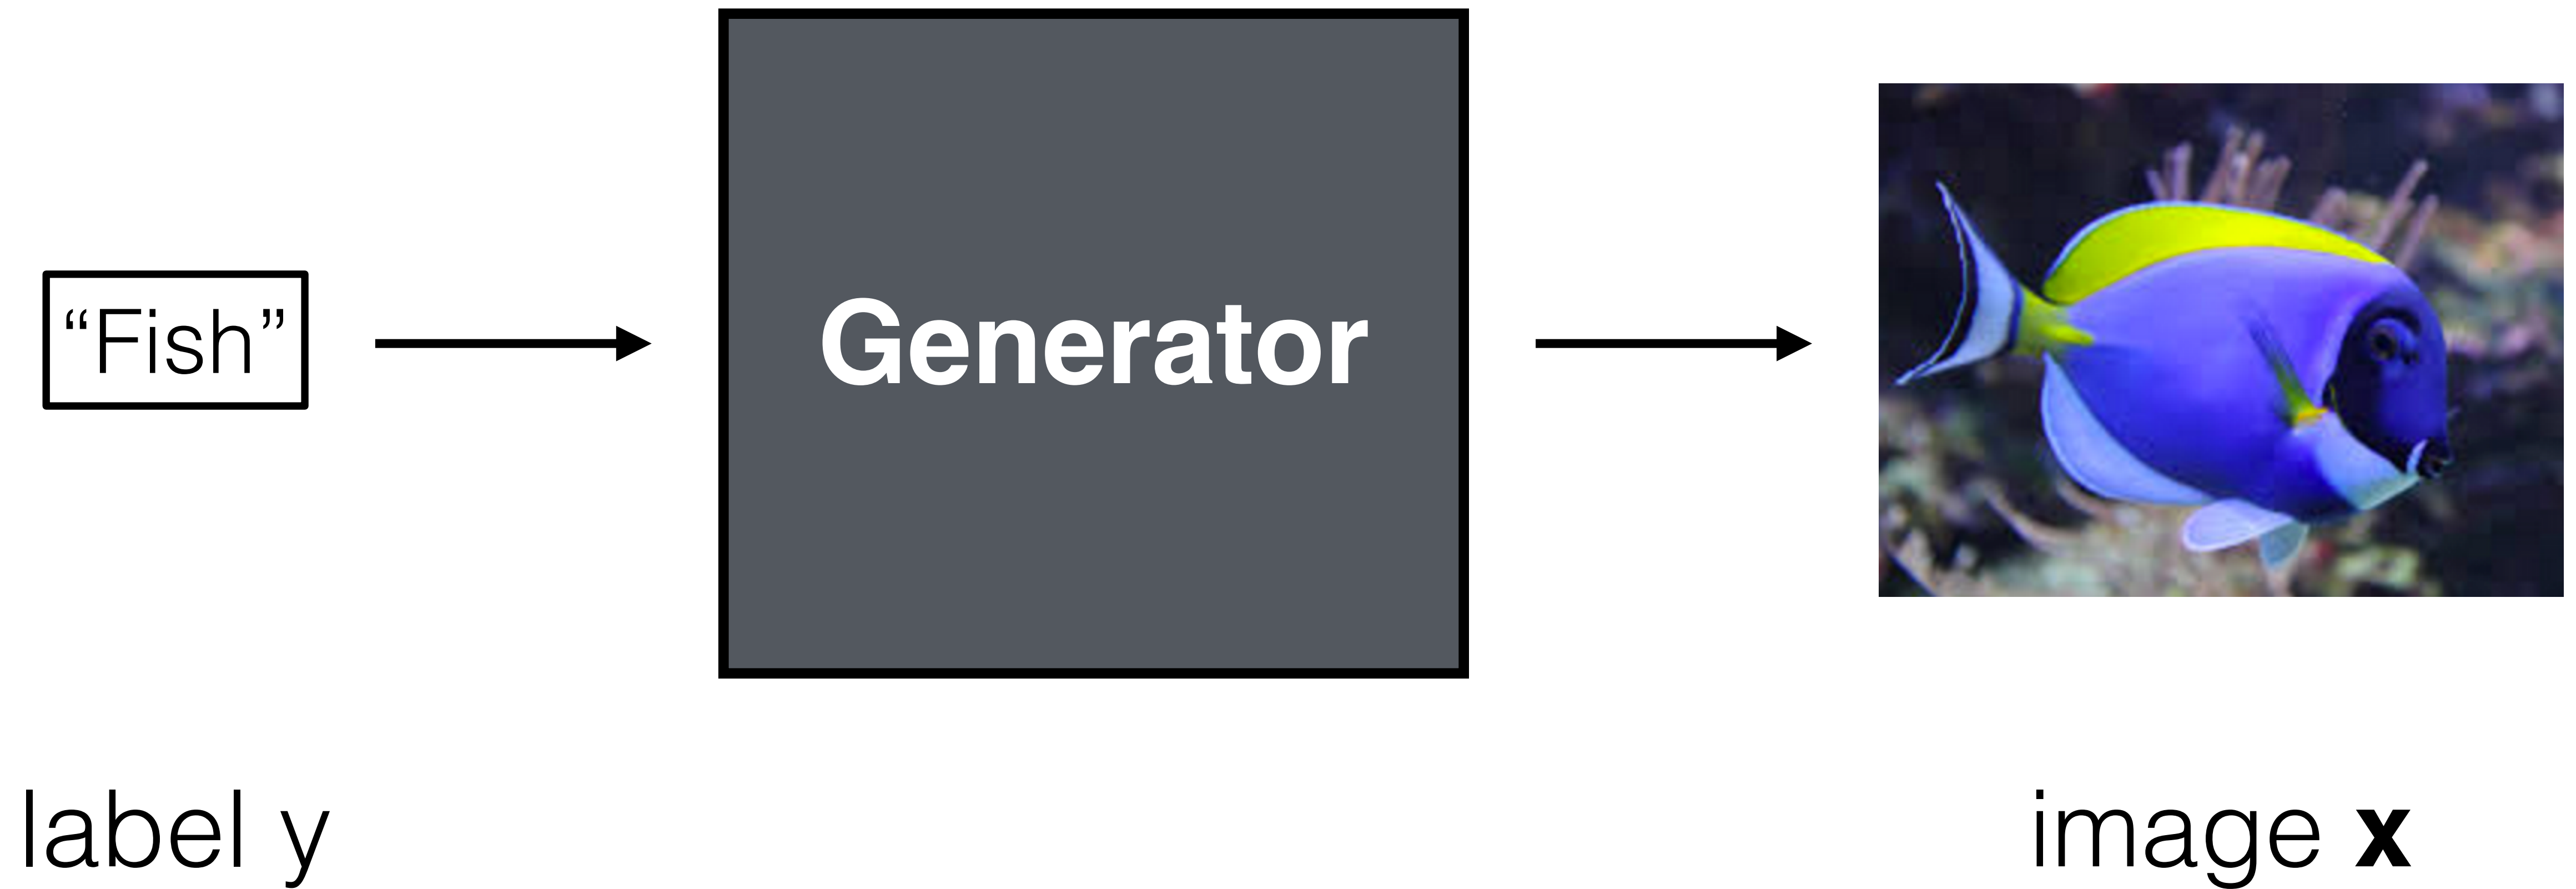 “Fish”
Generator
label y
image x